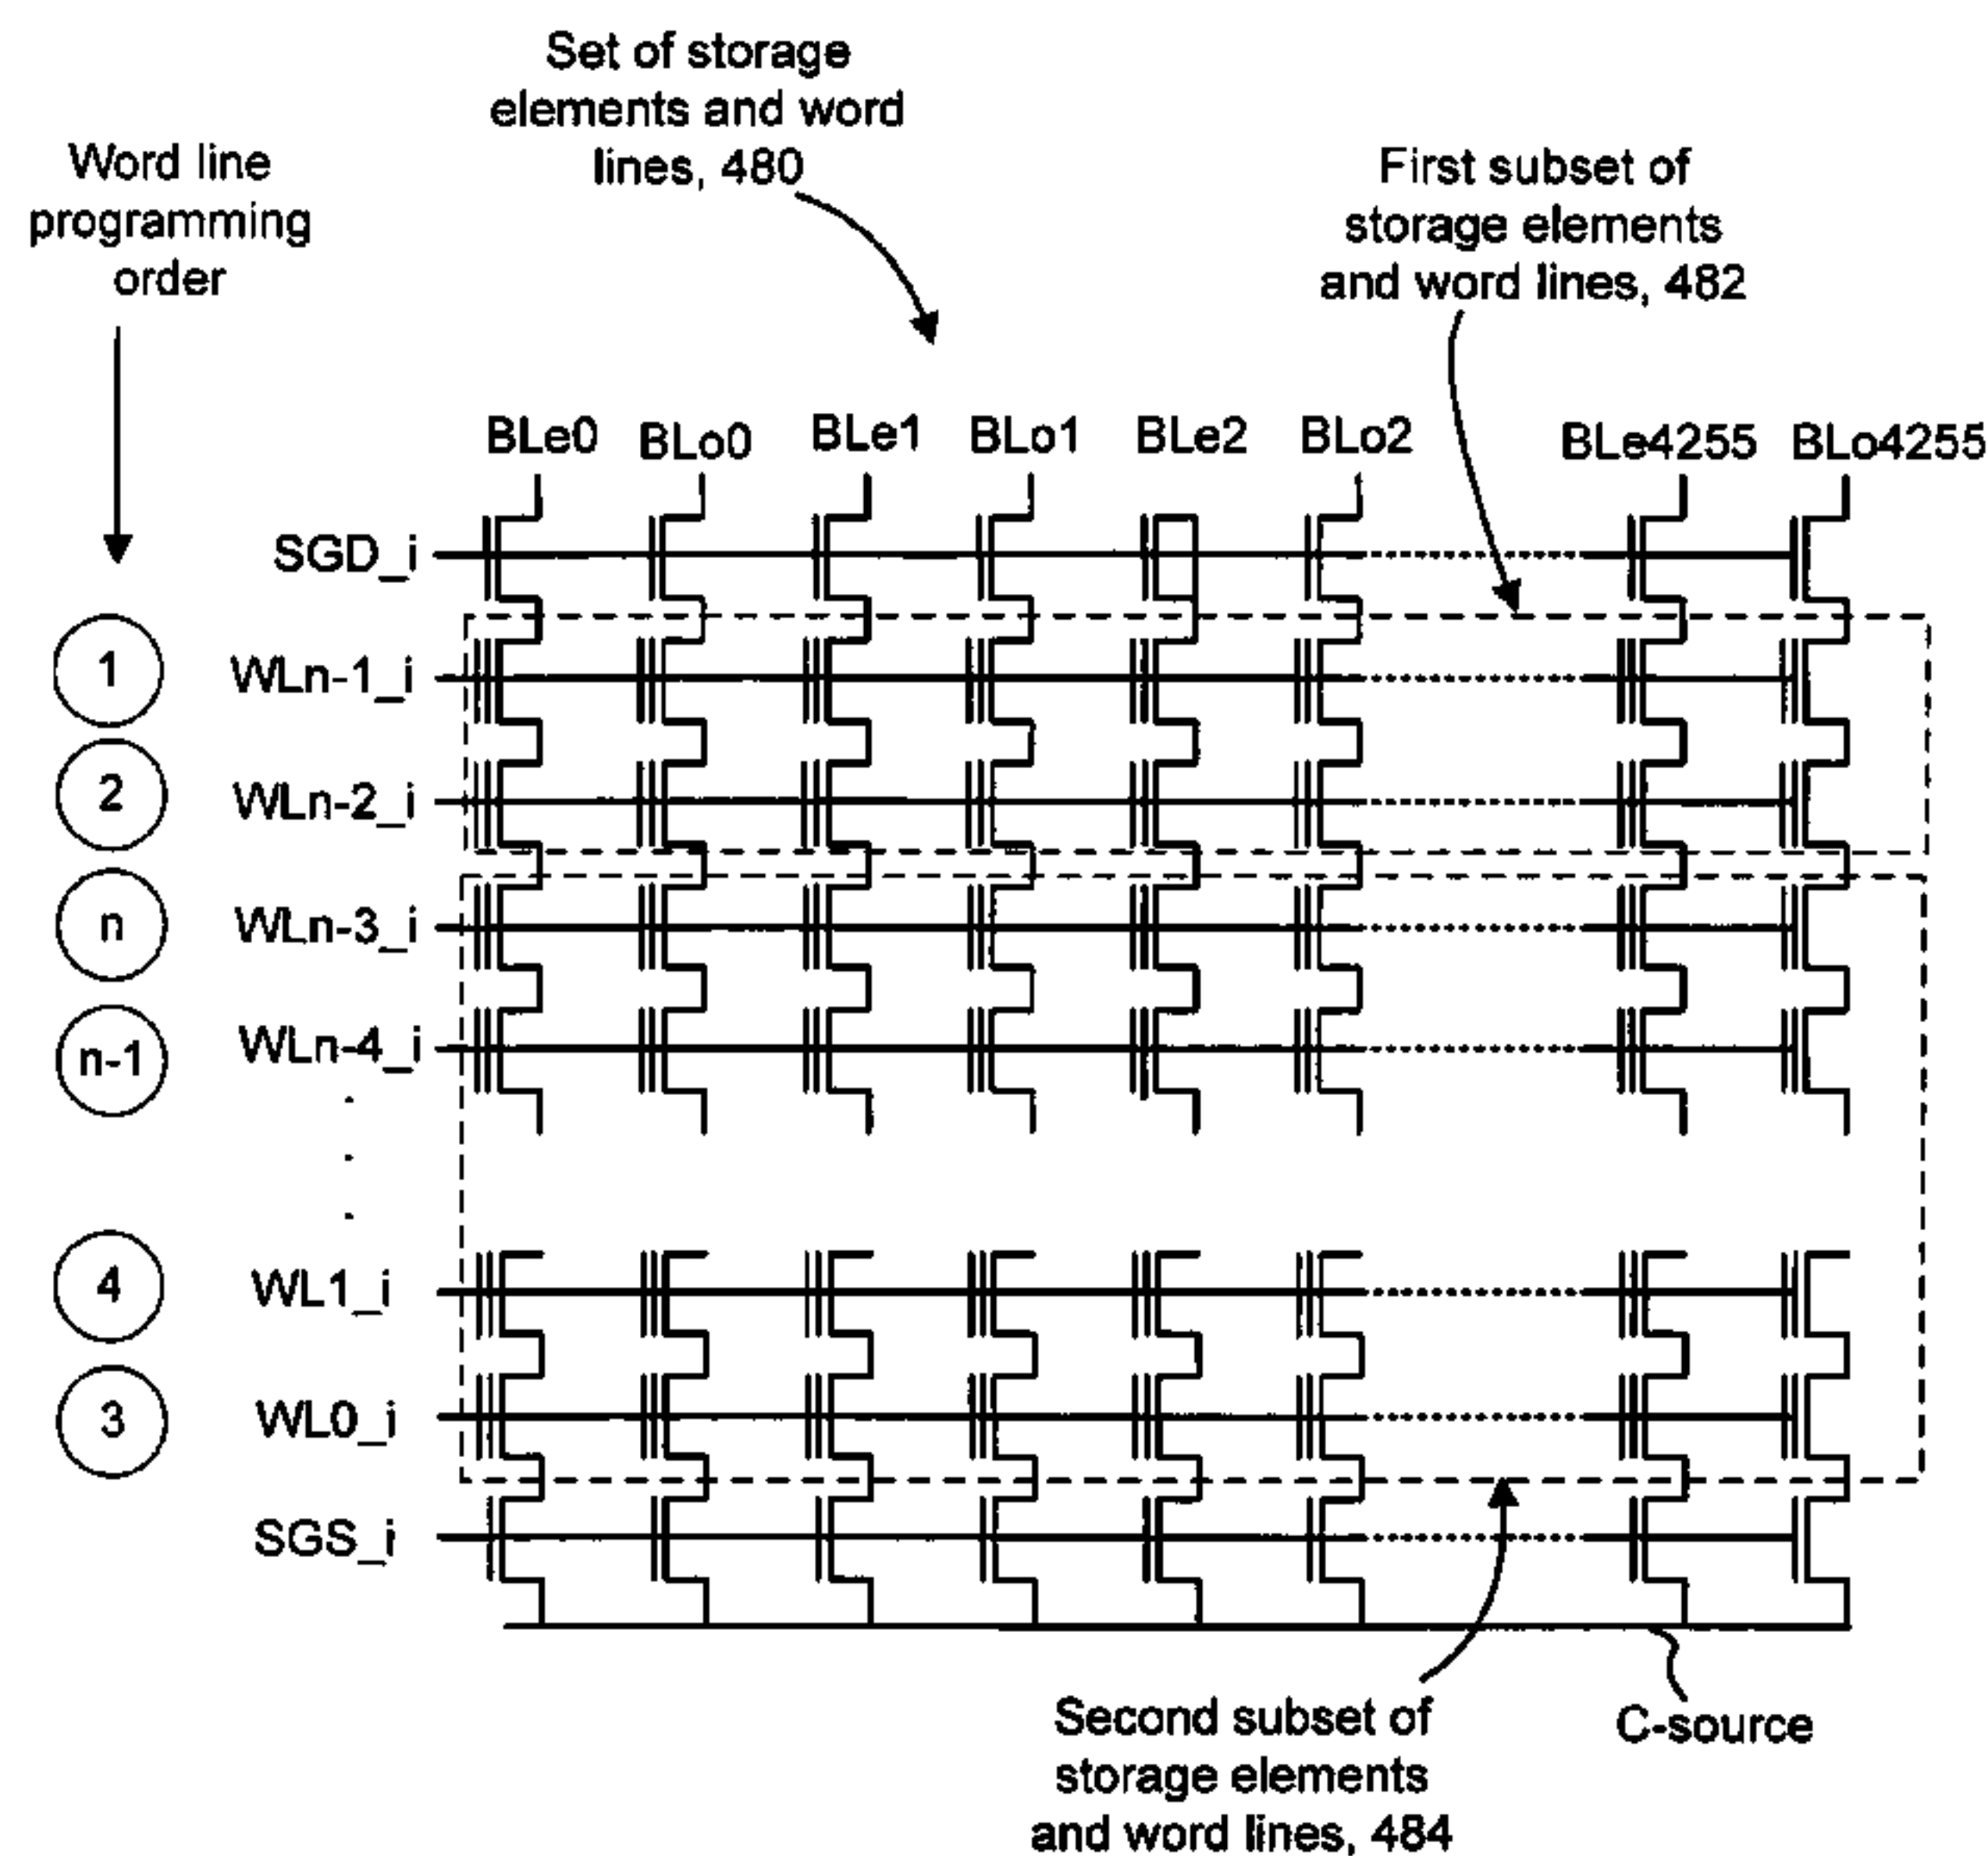 Set of storage
elements and word
lines, 480
Word line
programming
order
First subset of
storage elements
and word lines, 482
BLe0 BLo0 BLe1 BLo1 BLe2 BLo2 BLe4255 BLo4255
SGD_i
1 WLn-1_i
2 WLn-2_i
n WLn-3_i
n-1 WLn-4_i
4 WL1_i
3 WL0_i
SGS_i
Second subset of
storage elements
and word lines, 484
C-source